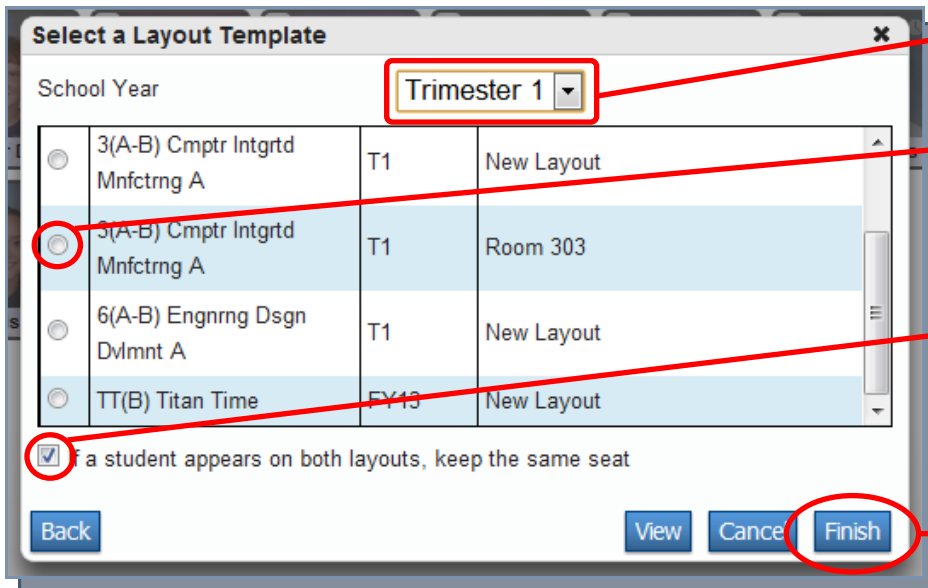 Select a Layout Template
School Year Trimester 1
3(A-B) Cmptr Intgrtd
Mnfctrng A
T1
New Layout
3(A-B) Cmptr Intgrtd
Mnfctrng A
T1
Room 303
6(A-B) Engnrng Dsgn
Dvlmnt A
T1
New Layout
TT(B) Titan Time FY13 New Layout
If a student appears on both layouts, keep the same seat
Back View Cancel Finish